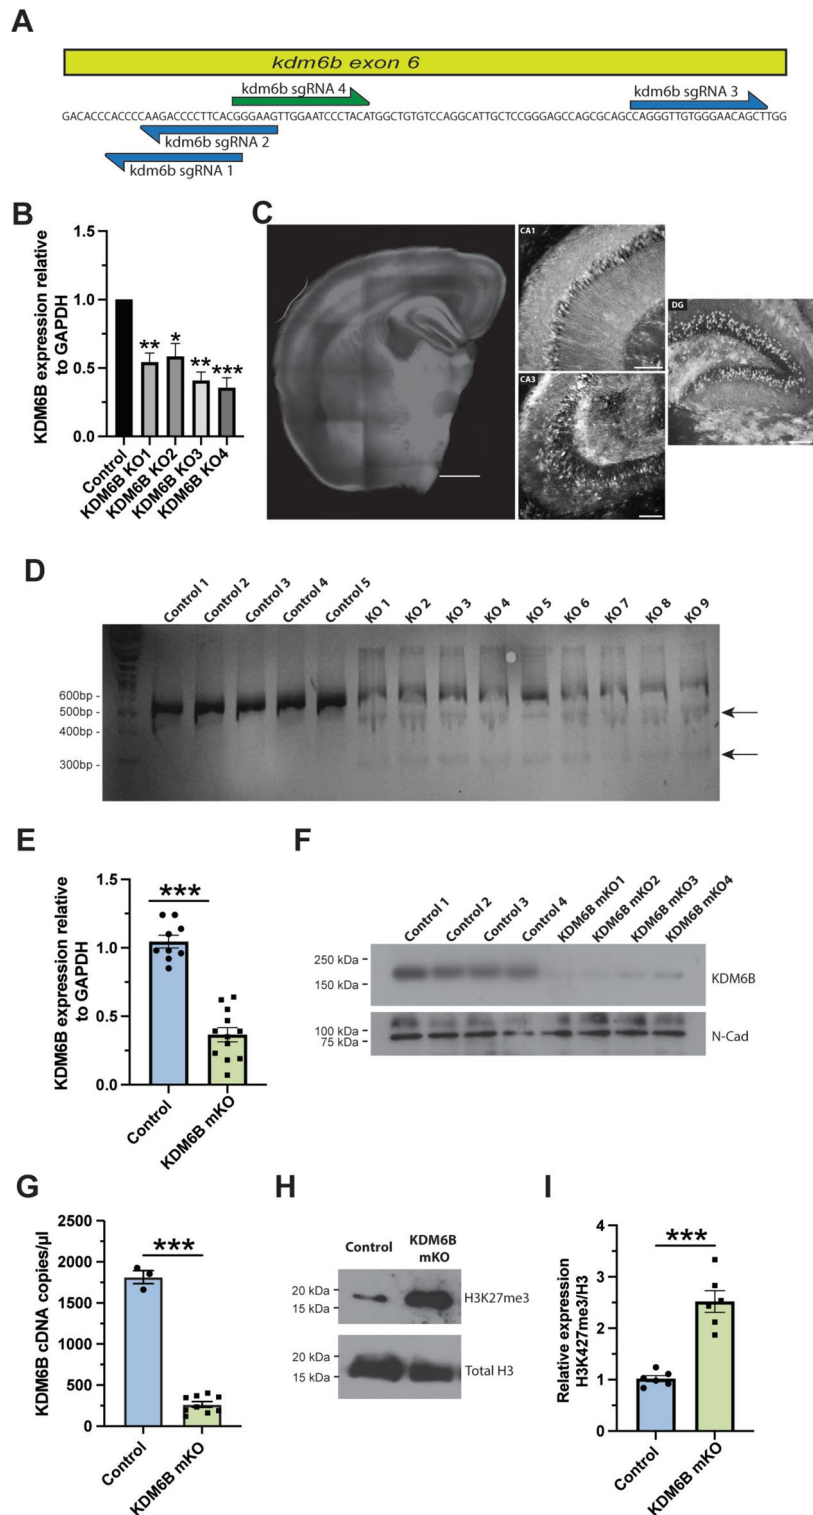 A
kdm6b exon 6
kdm6b sgRNA 4
kdm6b sgRNA 3
GACACCCACCCCAAGACCCCTTCACGGGAAGTTGGAATCCCTACATGGCTGTGTCCAGGCATTGCTCCGGGAGCCAGCGCAGCCAGGGTTGTGGGAACAGCTTGG
kdm6b sgRNA 2
kdm6b sgRNA 1
B
KDM6B expression relative
to GAPDH
1.5
1.0
0.5
0.0
**
*
**
***
Control
KDM6B KO1
KDM6B KO2
KDM6B KO3
KDM6B KO4
C
CA1
CA3
DG
D
Control 1
Control 2
Control 3
Control 4
Control 5
KO 1
KO 2
KO 3
KO 4
KO 5
KO 6
KO 7
KO 8
KO 9
600bp -
500bp -
400bp -
300bp -
E
KDM6B expression relative
to GAPDH
1.5
1.0
0.5
0.0
***
Control
KDM6B mKO
F
Control 1
Control 2
Control 3
Control 4
KDM6B mKO1
KDM6B mKO2
KDM6B mKO3
KDM6B mKO4
250 kDa
150 kDa
KDM6B
100 kDa
75 kDa
N-Cad
G
KDM6B cDNA copies/µl
2500
2250
2000
1750
1500
1250
500
250
0
***
Control
KDM6B mKO
H
Control
KDM6B
mKO
20 kDa
15 kDa
H3K27me3
20 kDa
15 kDa
Total H3
I
Relative expression
H3K427me3/H3
4
3
2
1
0
***
Control
KDM6B mKO